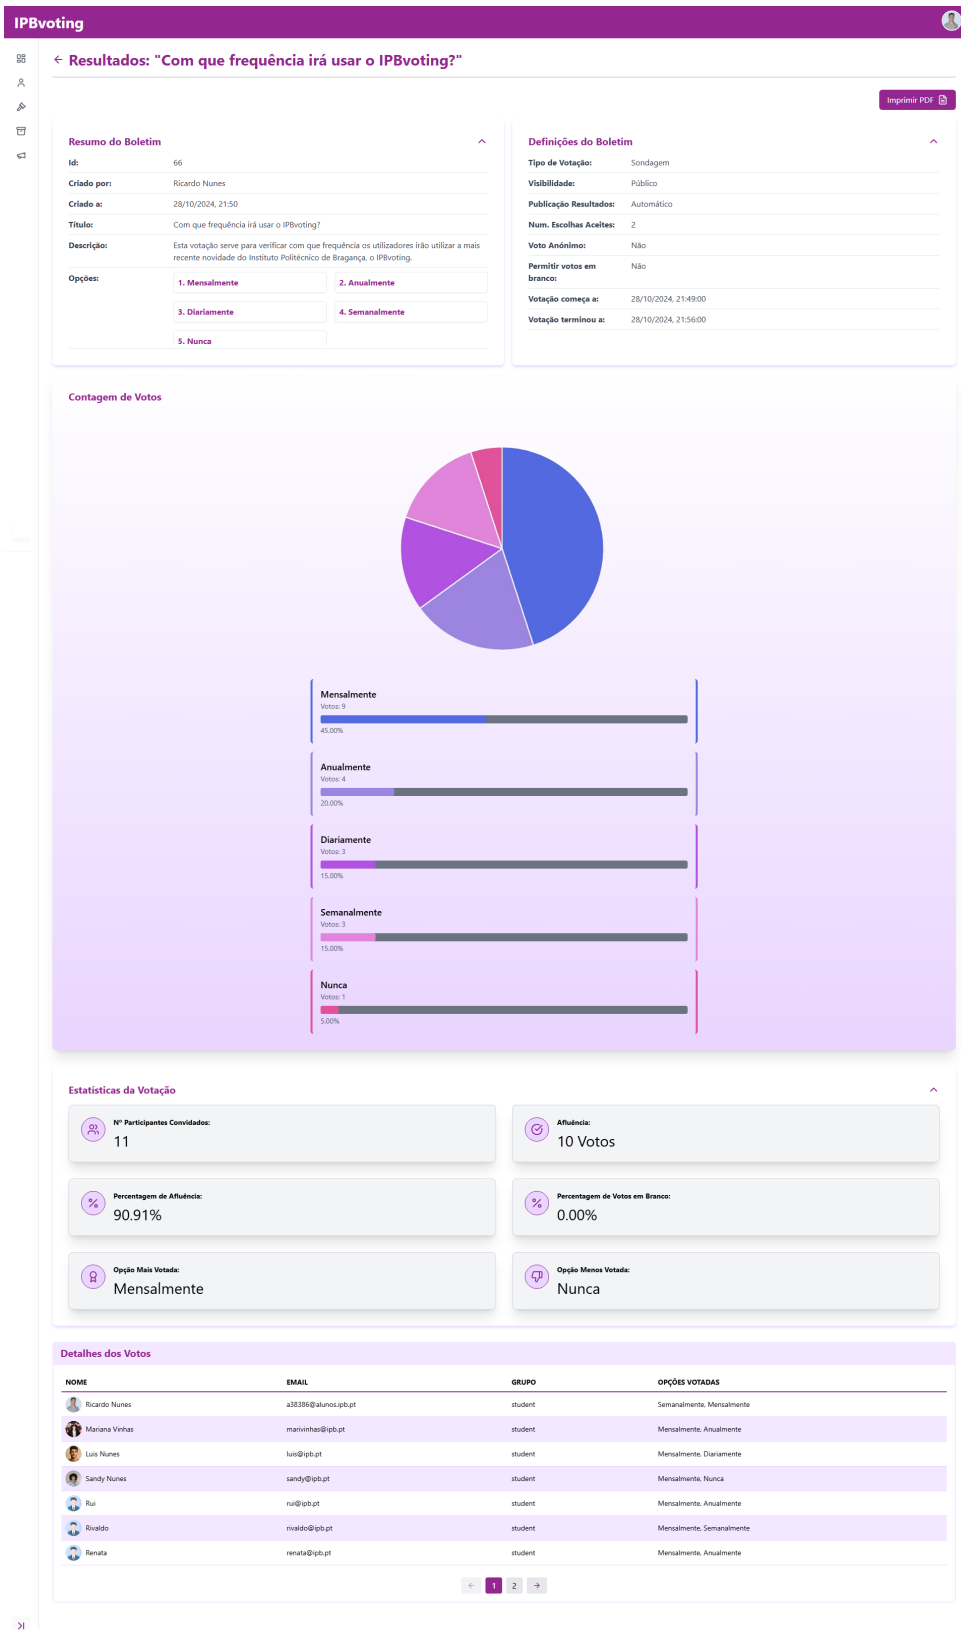 IPBvoting
← Resultados: "Com que frequência irá usar o IPBvoting?"
Imprimir PDF
Resumo do Boletim
Id: 66
Criado por: Ricardo Nunes
Criado a: 28/10/2024, 21:50
Título: Com que frequência irá usar o IPBvoting?
Descrição: Esta votação serve para verificar com que frequência os utilizadores irão utilizar a mais
recente novidade do Instituto Politécnico de Bragança, o IPBvoting.
Opções:
1. Mensalmente
2. Anualmente
3. Diariamente
4. Semanalmente
5. Nunca
Definições do Boletim
Tipo de Votação: Sondagem
Visibilidade: Público
Publicação Resultados: Automático
Num. Escolhas Aceites: 2
Voto Anónimo: Não
Permitir votos em Não
branco:
Votação começa a: 28/10/2024, 21:49:00
Votação terminou a: 28/10/2024, 21:56:00
Contagem de Votos
Mensalmente
Votos: 9
45.00%
Anualmente
Votos: 4
20.00%
Diariamente
Votos: 3
15.00%
Semanalmente
Votos: 3
15.00%
Nunca
Votos: 1
5.00%
Estatísticas da Votação
Nº Participantes Convidados:
11
Afluência:
10 Votos
Percentagem de Afluência:
90.91%
Percentagem de Votos em Branco:
0.00%
Opção Mais Votada:
Mensalmente
Opção Menos Votada:
Nunca
Detalhes dos Votos
NOME EMAIL GRUPO OPÇÕES VOTADAS
Ricardo Nunes a38386@alunos.ipb.pt student Semanalmente, Mensalmente
Mariana Vinhas marivinhas@ipb.pt student Mensalmente, Anualmente
Luis Nunes luis@ipb.pt student Mensalmente, Diariamente
Sandy Nunes sandy@ipb.pt student Mensalmente, Nunca
Rui rui@ipb.pt student Mensalmente, Anualmente
Rivaldo rivaldo@ipb.pt student Mensalmente, Semanalmente
Renata renata@ipb.pt student Mensalmente, Anualmente
← 1 2 →